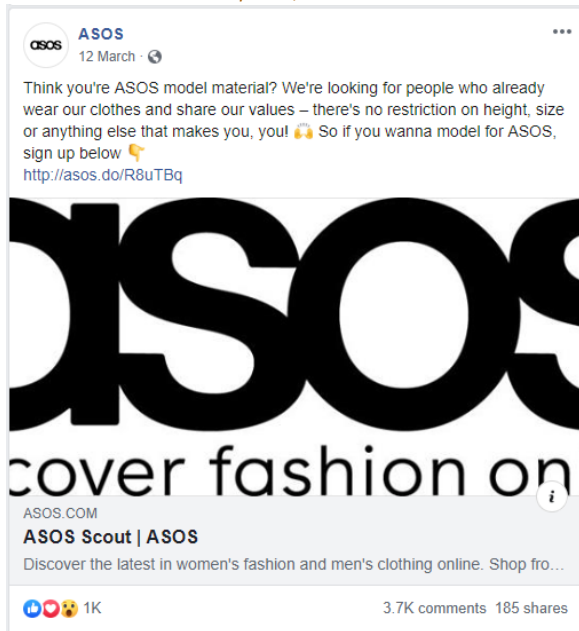 asos
ASOS
12 March ·
Think you're ASOS model material? We're looking for people who already
wear our clothes and share our values – there's no restriction on height, size
or anything else that makes you, you! 🙌 So if you wanna model for ASOS,
sign up below 👇
http://asos.do/R8uTBq
asos
cover fashion on
i
ASOS.COM
ASOS Scout | ASOS
Discover the latest in women's fashion and men's clothing online. Shop fro...
1K 3.7K comments 185 shares